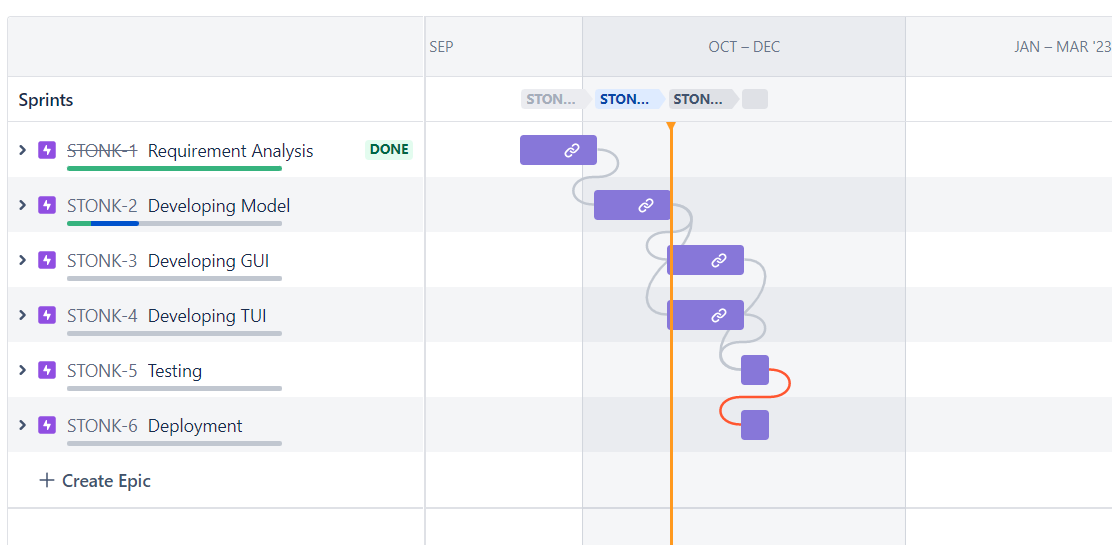 SEP
OCT – DEC
JAN – MAR '23
Sprints
STON...
STON...
STON...
STONK-1 Requirement Analysis DONE
STONK-2 Developing Model
STONK-3 Developing GUI
STONK-4 Developing TUI
STONK-5 Testing
STONK-6 Deployment
+ Create Epic